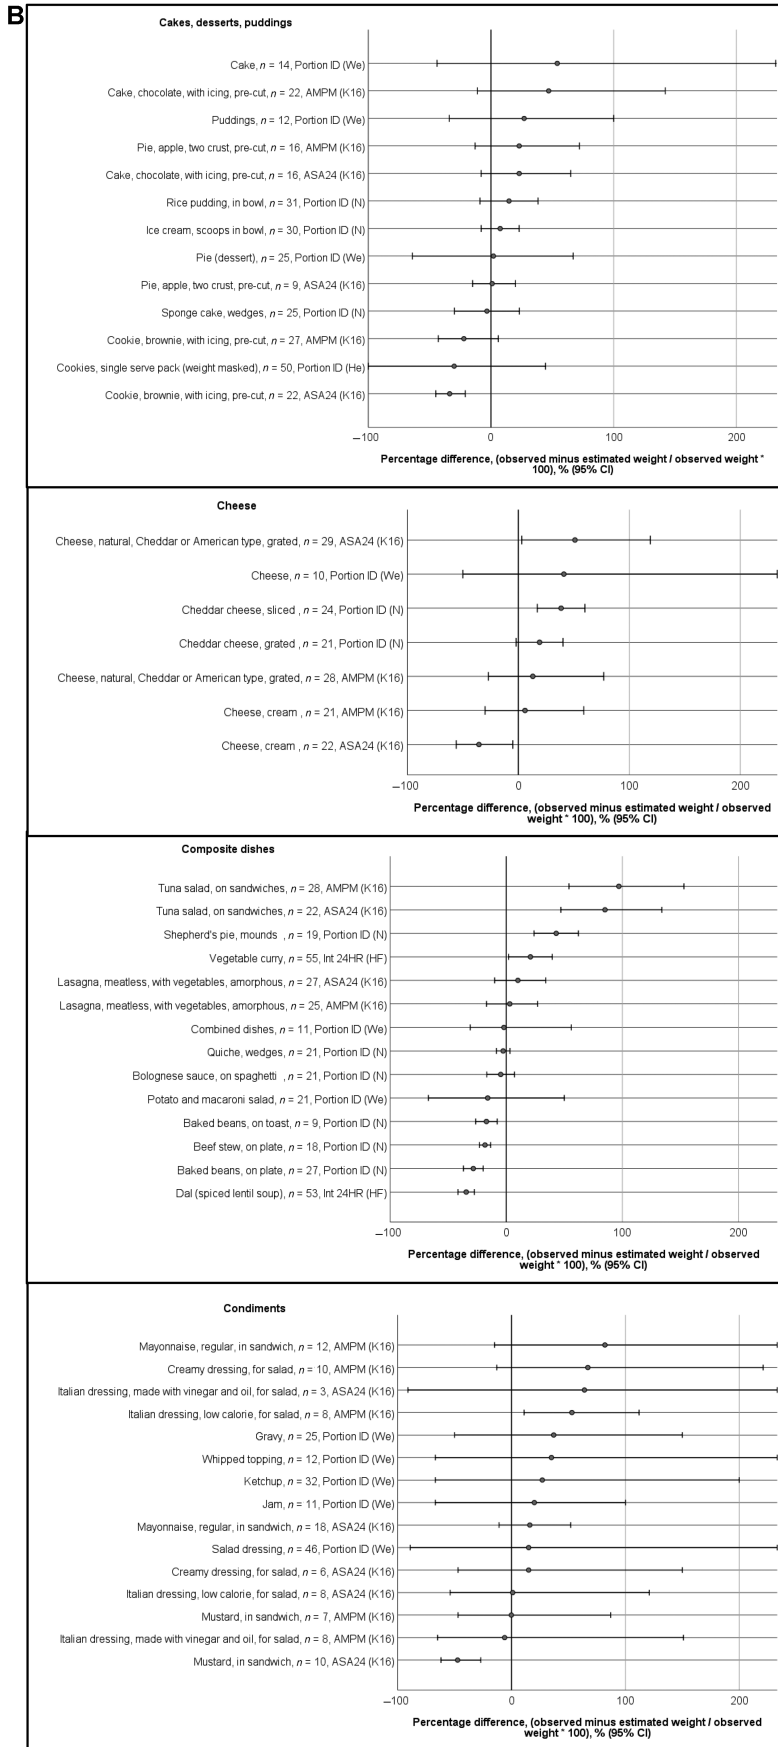 B
Cakes, desserts, puddings
Cake, n = 14, Portion ID (We)
Cake, chocolate, with icing, pre-cut, n = 22, AMPM (K16)
Puddings, n = 12, Portion ID (We)
Pie, apple, two crust, pre-cut, n = 16, AMPM (K16)
Cake, chocolate, with icing, pre-cut, n = 16, ASA24 (K16)
Rice pudding, in bowl, n = 31, Portion ID (N)
Ice cream, scoops in bowl, n = 30, Portion ID (N)
Pie (dessert), n = 25, Portion ID (We)
Pie, apple, two crust, pre-cut, n = 9, ASA24 (K16)
Sponge cake, wedges, n = 25, Portion ID (N)
Cookie, brownie, with icing, pre-cut, n = 27, AMPM (K16)
Cookies, single serve pack (weight masked), n = 50, Portion ID (He)
Cookie, brownie, with icing, pre-cut, n = 22, ASA24 (K16)
–100 0 100 200
Percentage difference, (observed minus estimated weight / observed weight *
100), % (95% CI)
Cheese
Cheese, natural, Cheddar or American type, grated, n = 29, ASA24 (K16)
Cheese, n = 10, Portion ID (We)
Cheddar cheese, sliced , n = 24, Portion ID (N)
Cheddar cheese, grated , n = 21, Portion ID (N)
Cheese, natural, Cheddar or American type, grated, n = 28, AMPM (K16)
Cheese, cream , n = 21, AMPM (K16)
Cheese, cream , n = 22, ASA24 (K16)
–100 0 100 200
Percentage difference, (observed minus estimated weight / observed
weight * 100), % (95% CI)
Composite dishes
Tuna salad, on sandwiches, n = 28, AMPM (K16)
Tuna salad, on sandwiches, n = 22, ASA24 (K16)
Shepherd's pie, mounds , n = 19, Portion ID (N)
Vegetable curry, n = 55, Int 24HR (HF)
Lasagna, meatless, with vegetables, amorphous, n = 27, ASA24 (K16)
Lasagna, meatless, with vegetables, amorphous, n = 25, AMPM (K16)
Combined dishes, n = 11, Portion ID (We)
Quiche, wedges, n = 21, Portion ID (N)
Bolognese sauce, on spaghetti , n = 21, Portion ID (N)
Potato and macaroni salad, n = 21, Portion ID (We)
Baked beans, on toast, n = 9, Portion ID (N)
Beef stew, on plate, n = 18, Portion ID (N)
Baked beans, on plate, n = 27, Portion ID (N)
Dal (spiced lentil soup), n = 53, Int 24HR (HF)
–100 0 100 200
Percentage difference, (observed minus estimated weight / observed
weight * 100), % (95% CI)
Condiments
Mayonnaise, regular, in sandwich, n = 12, AMPM (K16)
Creamy dressing, for salad, n = 10, AMPM (K16)
Italian dressing, made with vinegar and oil, for salad, n = 3, ASA24 (K16)
Italian dressing, low calorie, for salad, n = 8, AMPM (K16)
Gravy, n = 25, Portion ID (We)
Whipped topping, n = 12, Portion ID (We)
Ketchup, n = 32, Portion ID (We)
Jam, n = 11, Portion ID (We)
Mayonnaise, regular, in sandwich, n = 18, ASA24 (K16)
Salad dressing, n = 46, Portion ID (We)
Creamy dressing, for salad, n = 6, ASA24 (K16)
Italian dressing, low calorie, for salad, n = 8, ASA24 (K16)
Mustard, in sandwich, n = 7, AMPM (K16)
Italian dressing, made with vinegar and oil, for salad, n = 8, AMPM (K16)
Mustard, in sandwich, n = 10, ASA24 (K16)
–100 0 100 200
Percentage difference, (observed minus estimated weight / observed
weight * 100), % (95% CI)